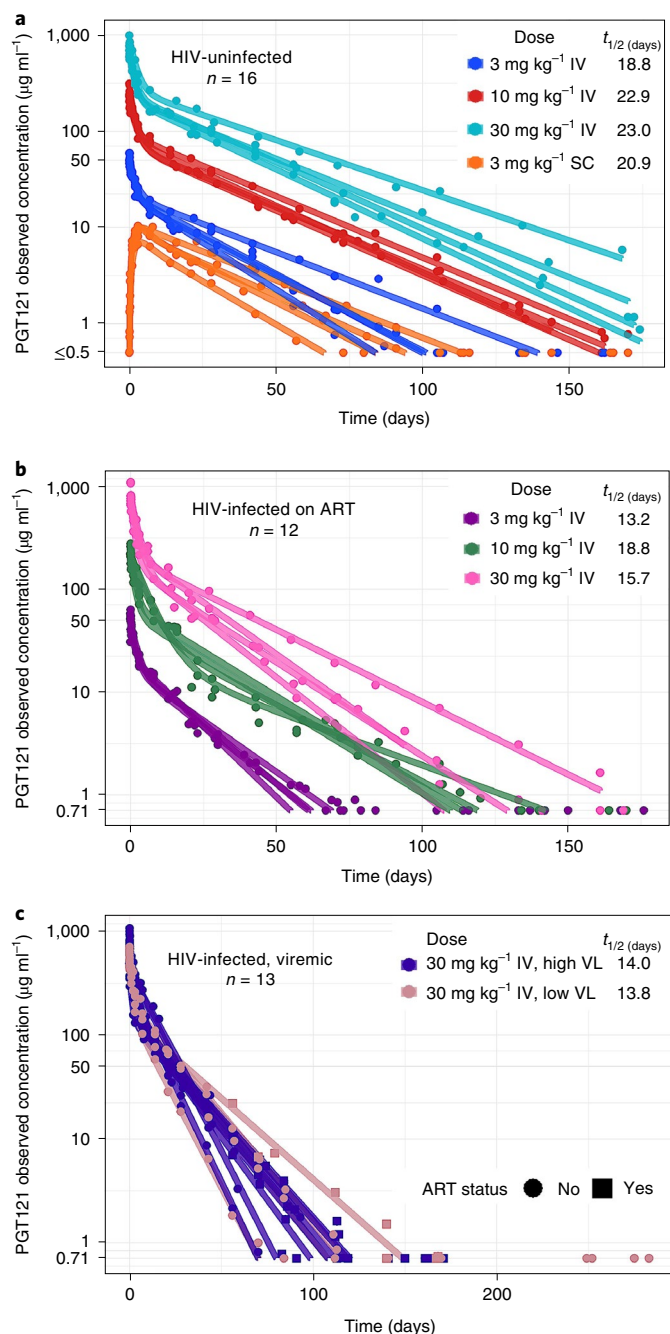 a
HIV-uninfected
n = 16
Dose t1/2 (days)
3 mg kg⁻¹ IV 18.8
10 mg kg⁻¹ IV 22.9
30 mg kg⁻¹ IV 23.0
3 mg kg⁻¹ SC 20.9
PGT121 observed concentration (μg ml⁻¹)
1,000
100
50
10
1
≤0.5
0 50 100 150
Time (days)
b
HIV-infected on ART
n = 12
Dose t1/2 (days)
3 mg kg⁻¹ IV 13.2
10 mg kg⁻¹ IV 18.8
30 mg kg⁻¹ IV 15.7
PGT121 observed concentration (μg ml⁻¹)
1,000
100
50
10
1
0.71
0 50 100 150
Time (days)
c
HIV-infected, viremic
n = 13
Dose t1/2 (days)
30 mg kg⁻¹ IV, high VL 14.0
30 mg kg⁻¹ IV, low VL 13.8
PGT121 observed concentration (μg ml⁻¹)
1,000
100
50
10
1
0.71
ART status No Yes
0 100 200
Time (days)